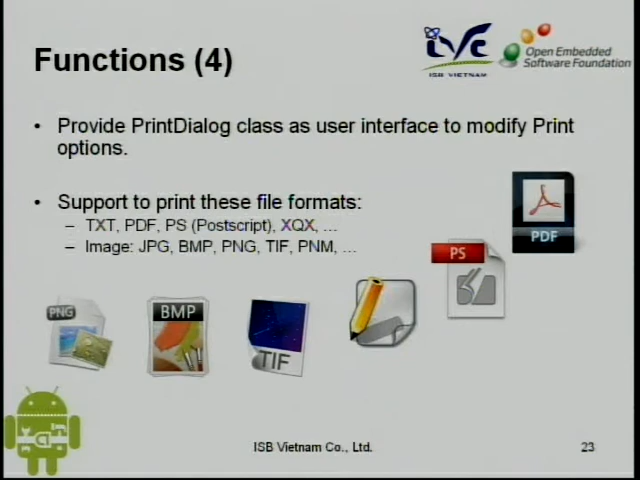 Functions (4)
ivc
ISB VIETNAM
Open Embedded
Software Foundation
• Provide PrintDialog class as user interface to modify Print
options.
• Support to print these file formats:
– TXT, PDF, PS (Postscript), XQX, ...
– Image: JPG, BMP, PNG, TIF, PNM, ...
PDF
PS
PNG
BMP
TIF
ISB Vietnam Co., Ltd.
23